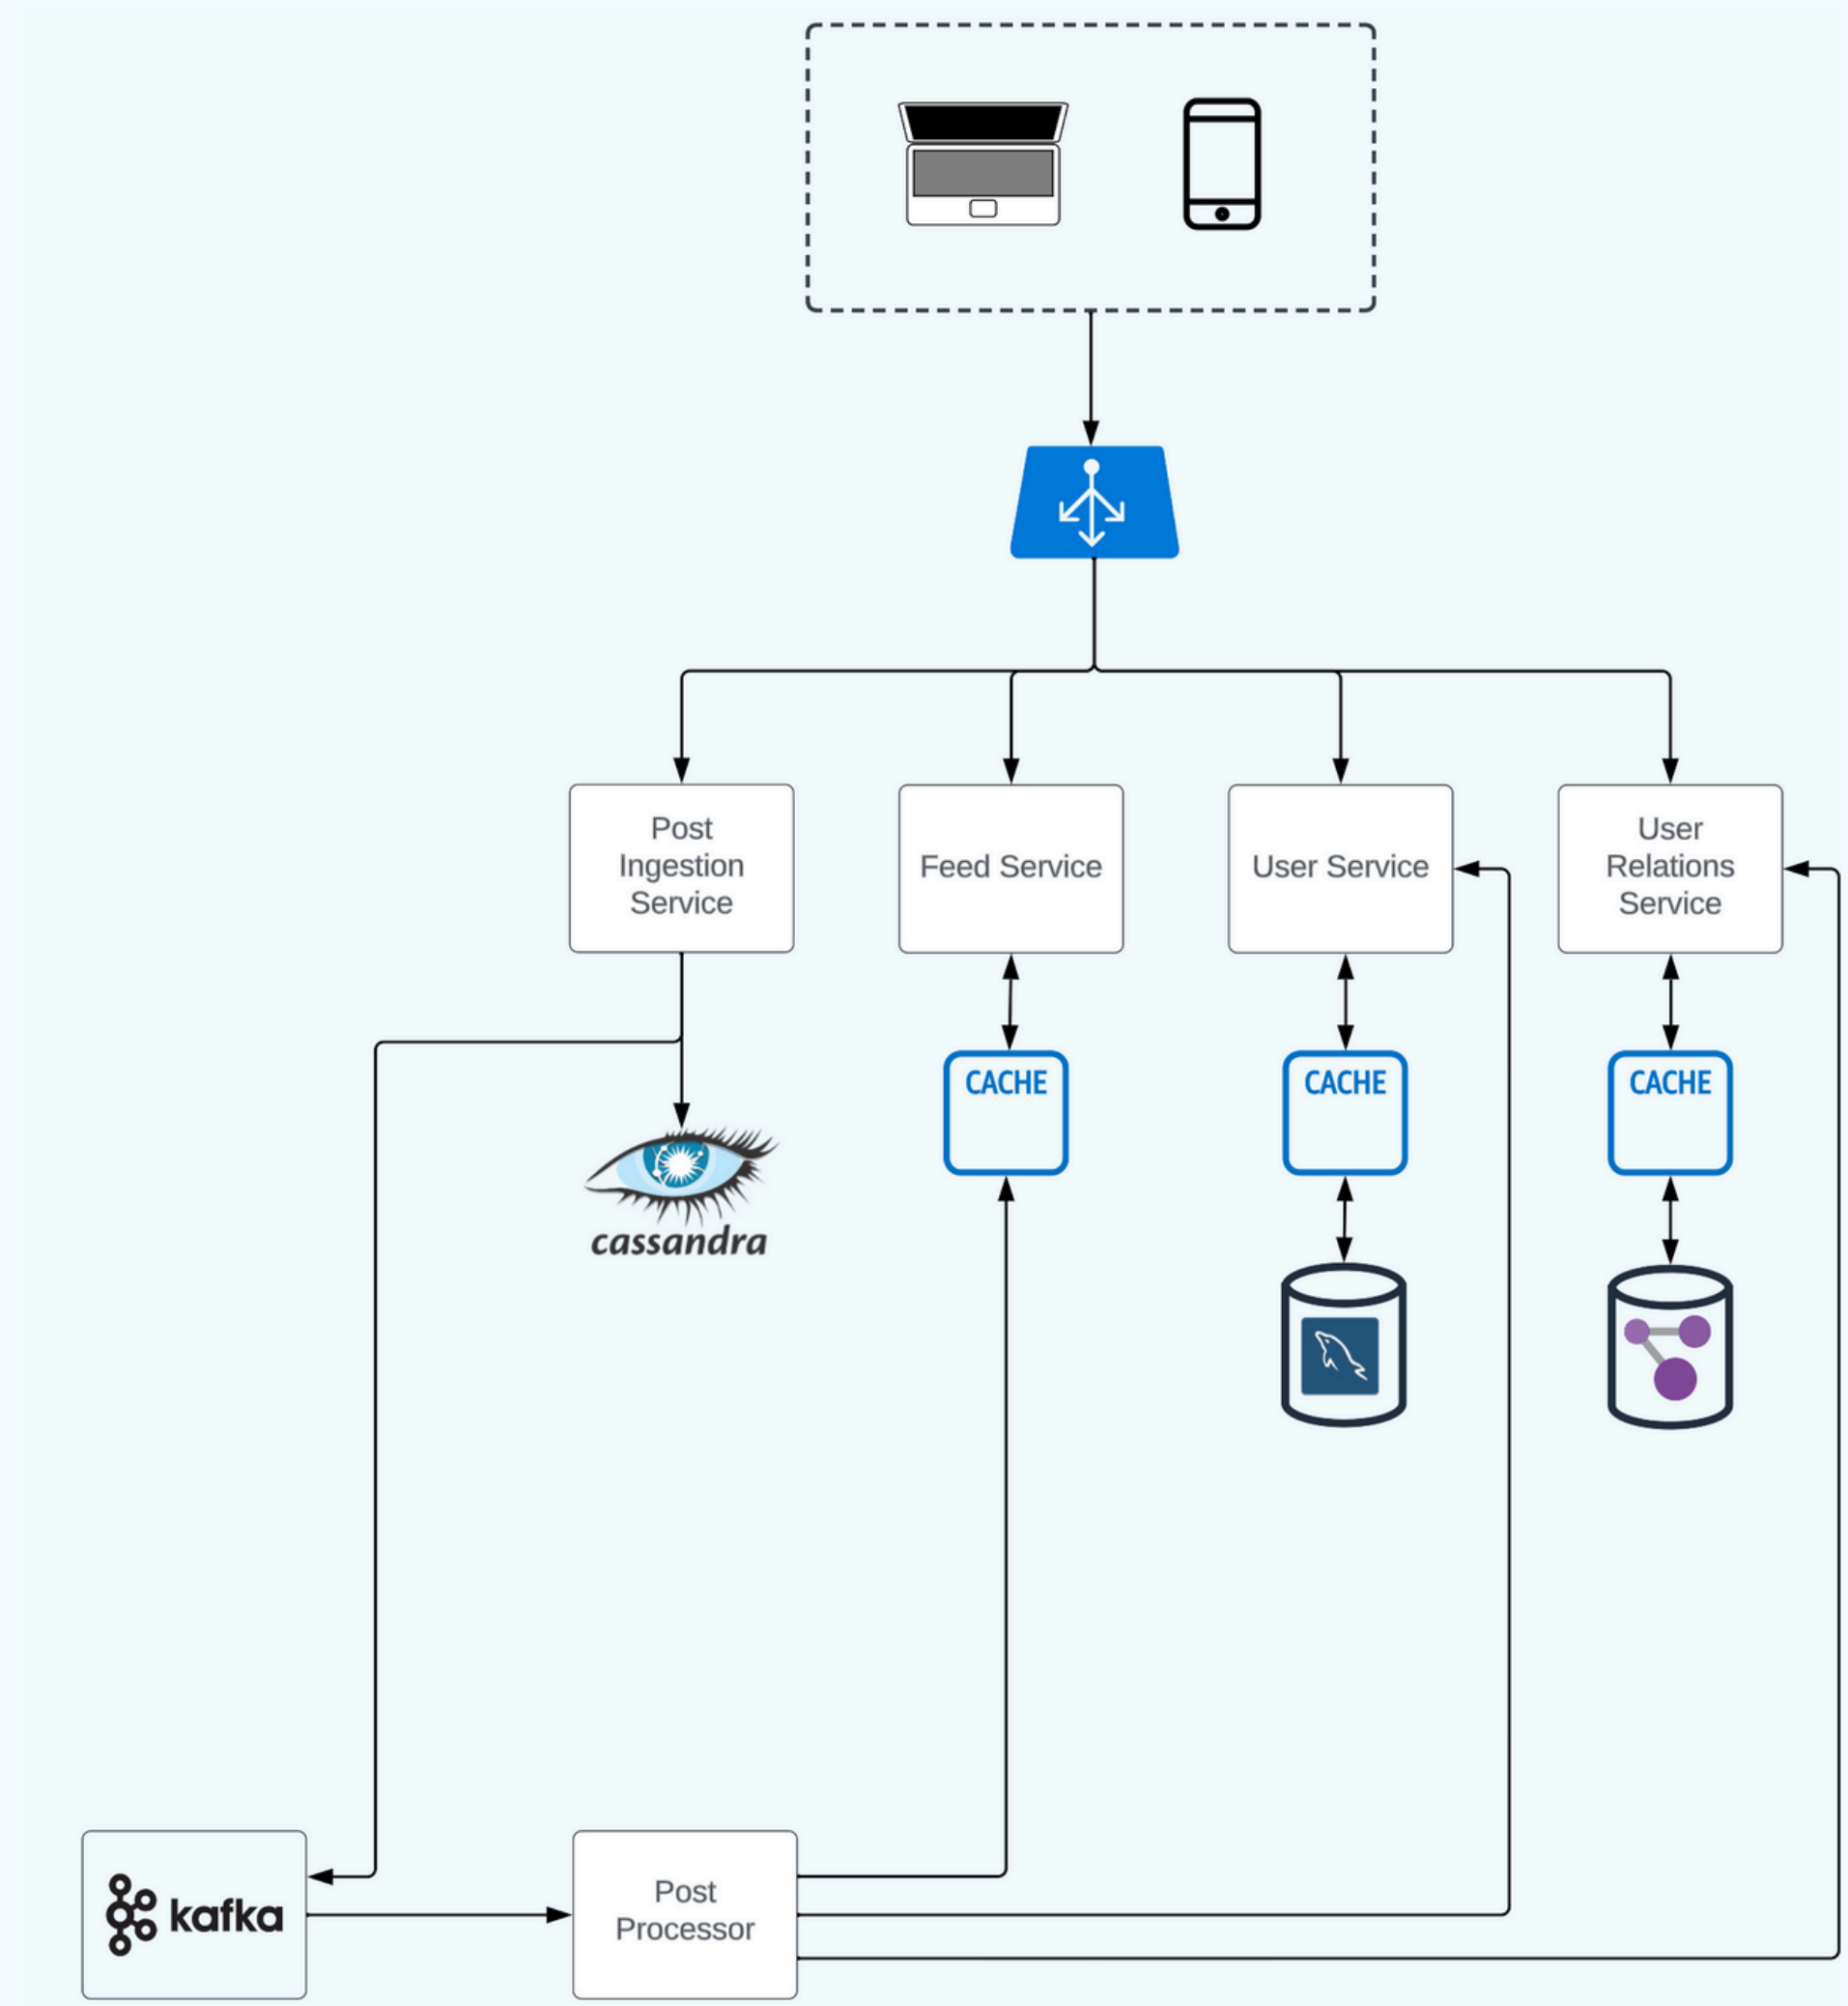 Post
Ingestion
Service
Feed Service
User Service
User
Relations
Service
CACHE
CACHE
CACHE
cassandra
kafka
Post
Processor